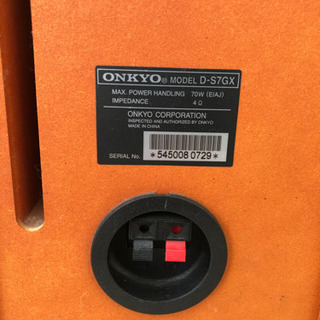 ONKYO® MODEL D-S7GX
MAX. POWER HANDLING 70W (EIAJ)
IMPEDANCE 4 Ω
ONKYO CORPORATION
INSPECTED AND AUTHORIZED BY ONKYO
MADE IN CHINA
SERIAL No. *545008 0729*